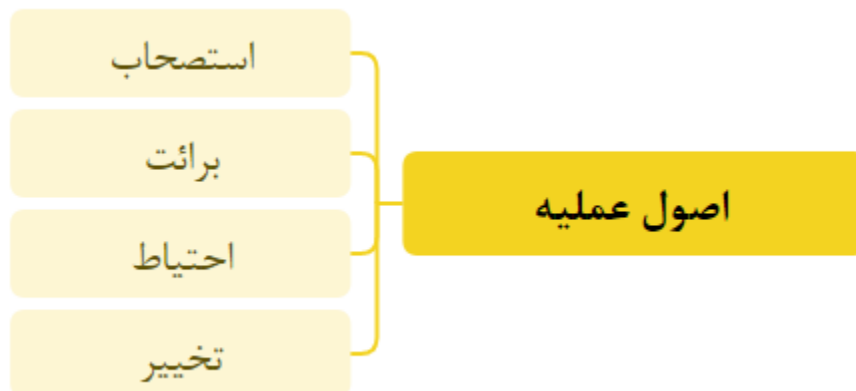 اصول عملیه
استصحاب
برائت
احتیاط
تخییر